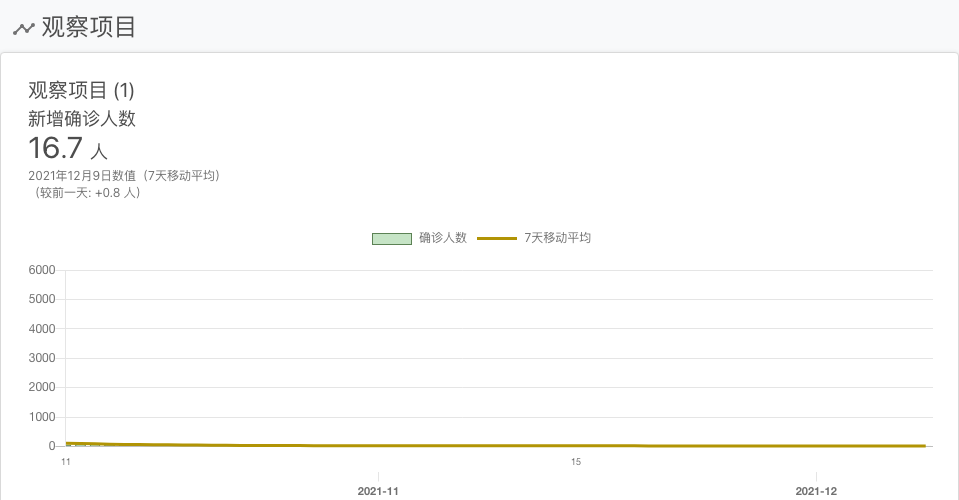 观察项目
观察项目 (1)
新增确诊人数
16.7 人
2021年12月9日数值（7天移动平均）
（较前一天: +0.8 人）
确诊人数 7天移动平均
6000
5000
4000
3000
2000
1000
0
11 15
2021-11 2021-12